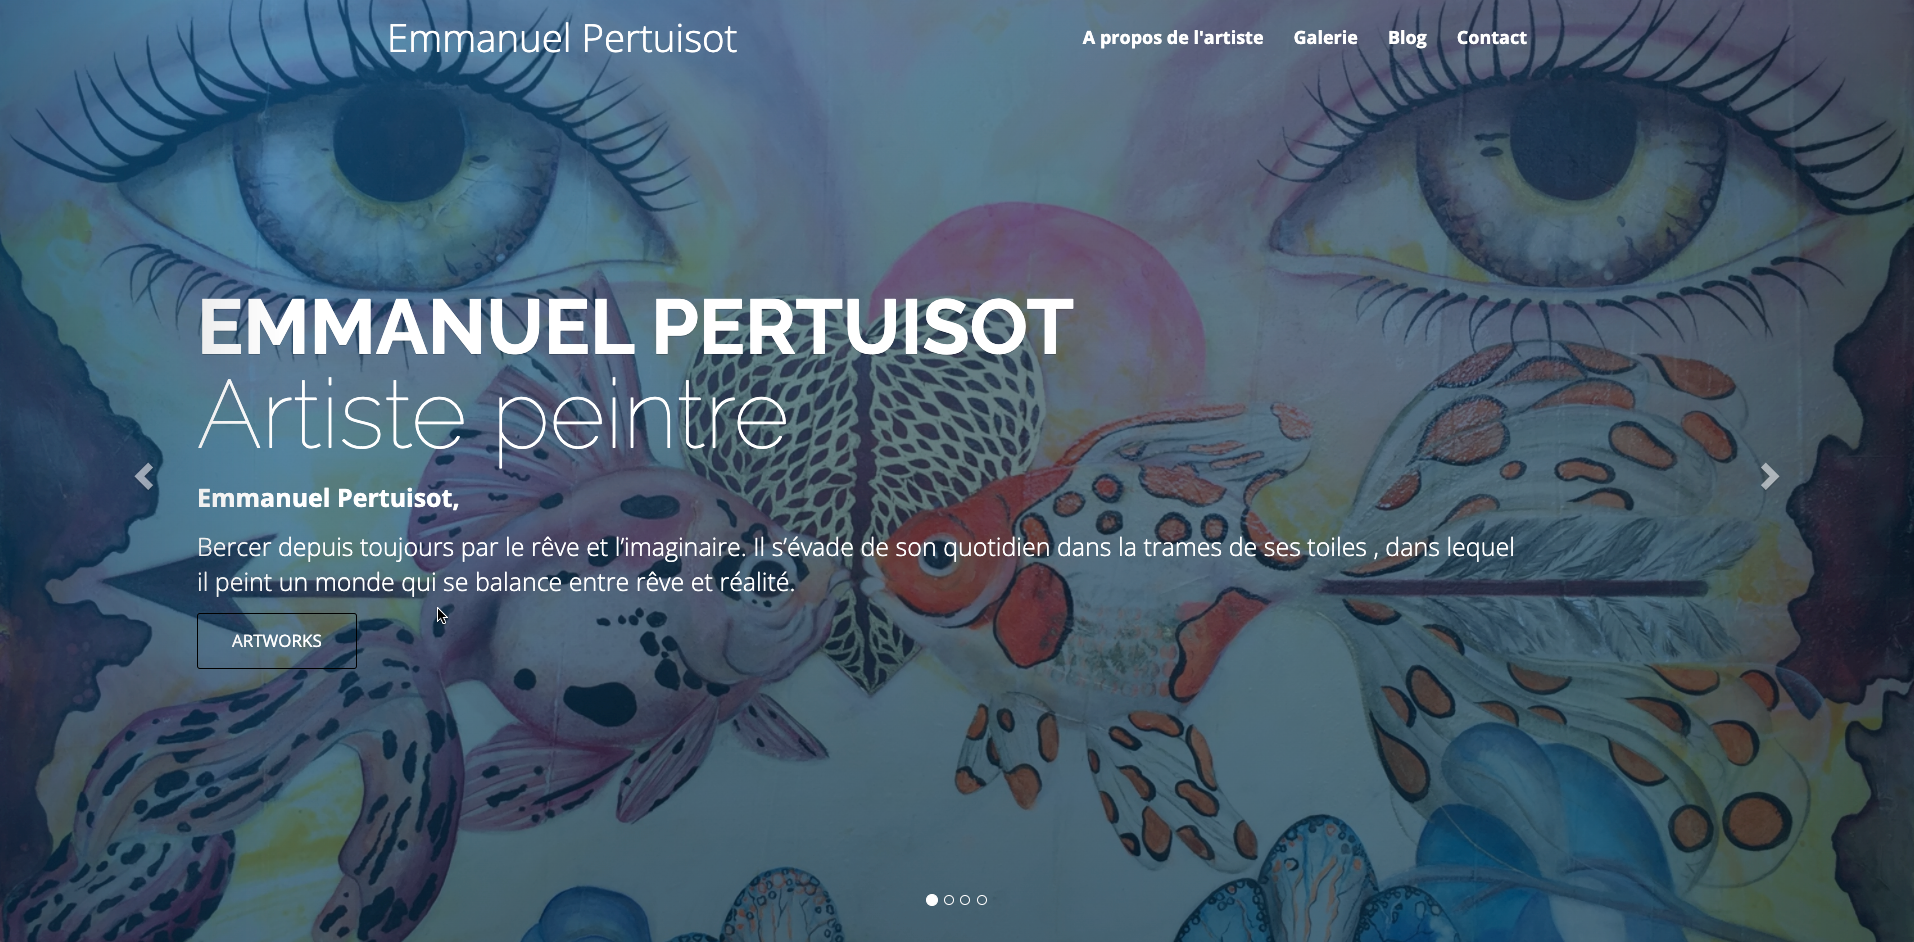 Emmanuel Pertuisot
A propos de l'artiste Galerie Blog Contact
EMMANUEL PERTUISOT
Artiste peintre
Emmanuel Pertuisot,
Bercer depuis toujours par le rêve et l’imaginaire. Il s’évade de son quotidien dans la trames de ses toiles , dans lequel
il peint un monde qui se balance entre rêve et réalité.
ARTWORKS